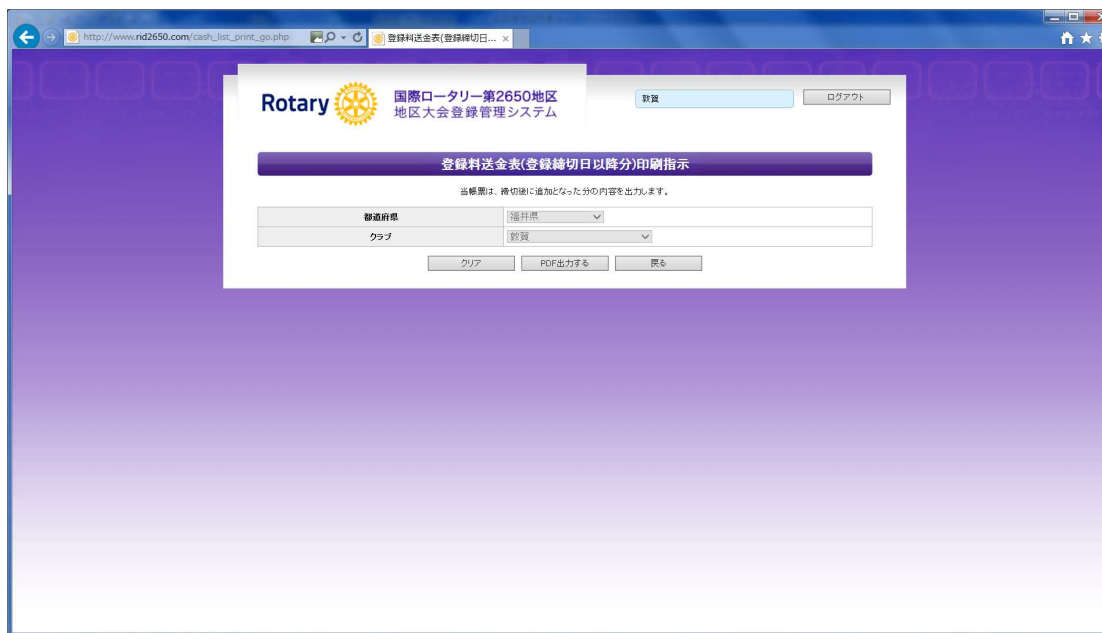 http://www.rid2650.com/cash_list_print_go.php
登録料送金表(登録締切日...
Rotary
国際ロータリー第2650地区
地区大会登録管理システム
敦賀
ログアウト
登録料送金表(登録締切日以降分)印刷指示
当帳票は、締切後に追加となった分の内容を出力します。
都道府県 福井県
クラブ 敦賀
クリア PDF出力する 戻る